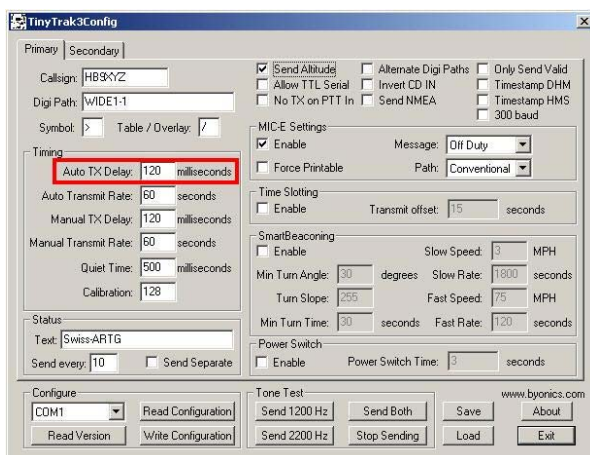 TinyTrak3Config
Primary
Secondary
Callsign: HB9XYZ
Digi Path: WIDE1-1
Symbol: > Table / Overlay: /
Timing
Auto TX Delay: 120 milliseconds
Auto Transmit Rate: 60 seconds
Manual TX Delay: 120 milliseconds
Manual Transmit Rate: 60 seconds
Quiet Time: 500 milliseconds
Calibration: 128
Status
Text: Swiss-ARTG
Send every: 10 Send Separate
Send Altitude Alternate Digi Paths Only Send Valid
Allow TTL Serial Invert CD IN Timestamp DHM
No TX on PTT In Send NMEA Timestamp HMS
300 baud
MIC-E Settings
Enable Message: Off Duty
Force Printable Path: Conventional
Time Slotting
Enable Transmit offset: 15 seconds
SmartBeaconing
Enable Slow Speed: 3 MPH
Min Turn Angle: 30 degrees Slow Rate: 1800 seconds
Turn Slope: 255 Fast Speed: 75 MPH
Min Turn Time: 30 seconds Fast Rate: 120 seconds
Power Switch
Enable Power Switch Time: 3 seconds
Configure
COM1 Read Configuration
Read Version Write Configuration
Tone Test
Send 1200 Hz Send Both
Send 2200 Hz Stop Sending
www.byonics.com
Save About
Load Exit